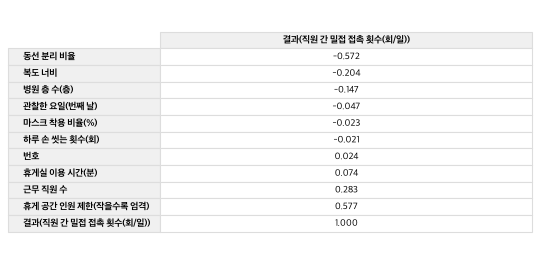 결과(직원 간 밀접 접촉 횟수(회/일))
동선 분리 비율 -0.572
복도 너비 -0.204
병원 층 수(층) -0.147
관찰한 요일(번째 날) -0.047
마스크 착용 비율(%) -0.023
하루 손 씻는 횟수(회) -0.021
번호 0.024
휴게실 이용 시간(분) 0.074
근무 직원 수 0.283
휴게 공간 인원 제한(작을수록 엄격) 0.577
결과(직원 간 밀접 접촉 횟수(회/일)) 1.000